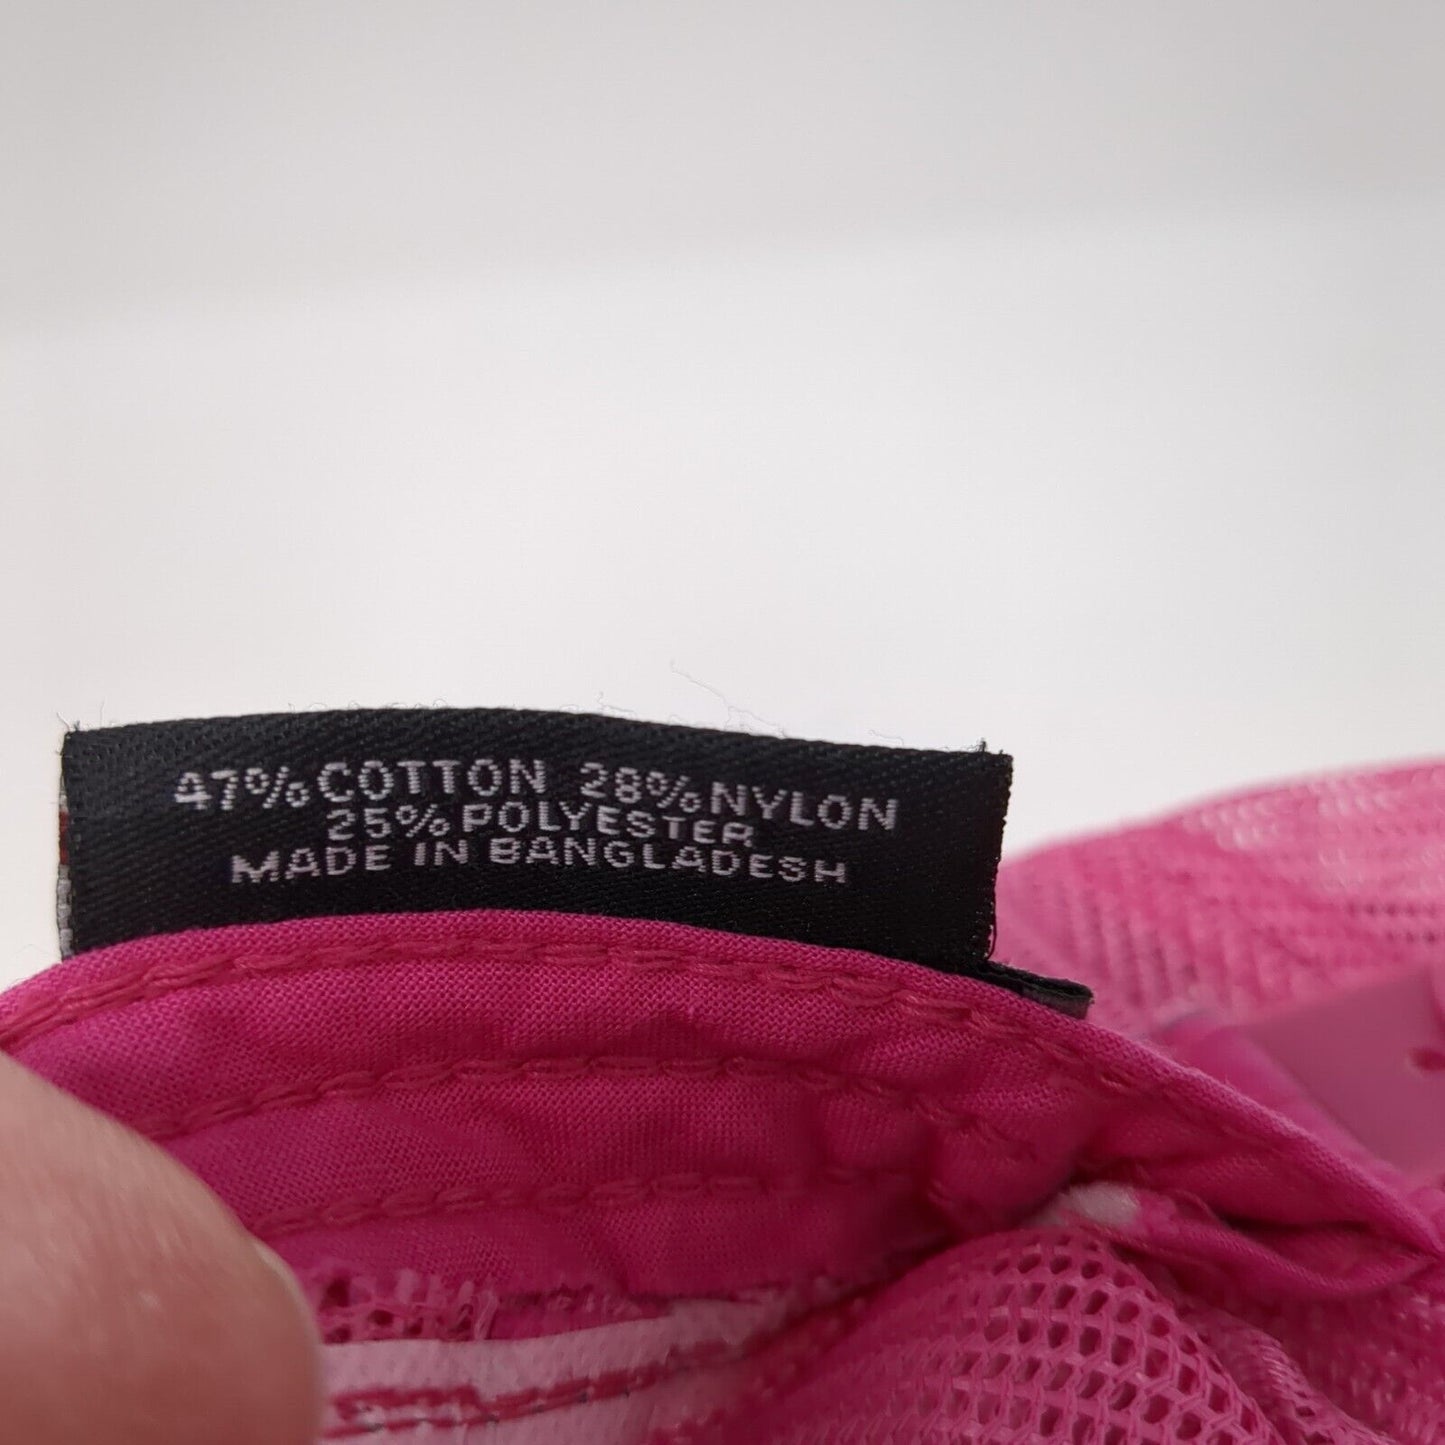 47% COTTON 28% NYLON
25% POLYESTER
MADE IN BANGLADESH